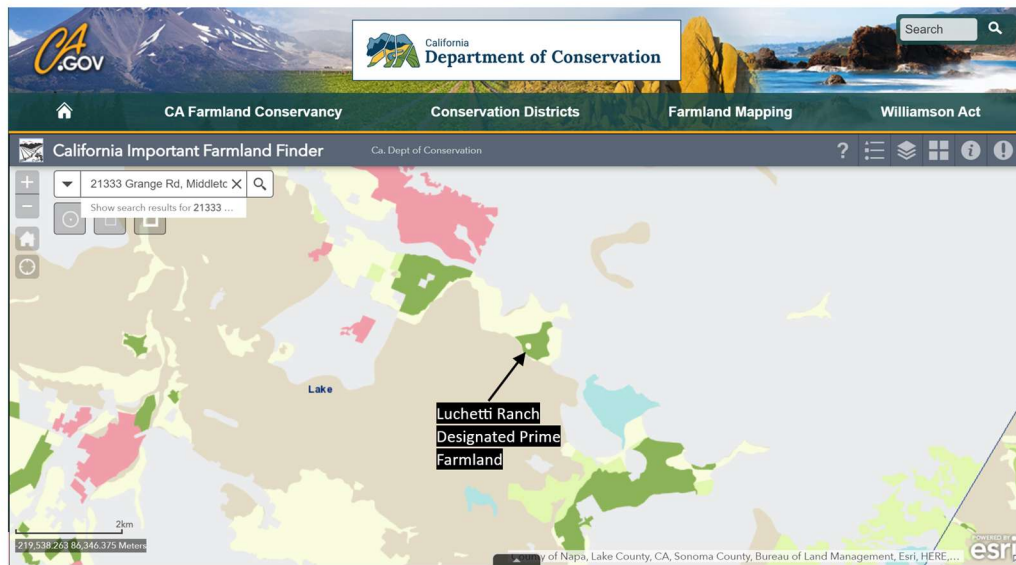 CA
.GOV
California
Department of Conservation
Search
CA Farmland Conservancy
Conservation Districts
Farmland Mapping
Williamson Act
California Important Farmland Finder
Ca. Dept of Conservation
?
21333 Grange Rd, Middletc
Show search results for 21333 ...
Lake
Luchetti Ranch
Designated Prime
Farmland
2km
-219,538.263 86,346.375 Meters
County of Napa, Lake County, CA, Sonoma County, Bureau of Land Management, Esri, HERE,...
POWERED BY
esri